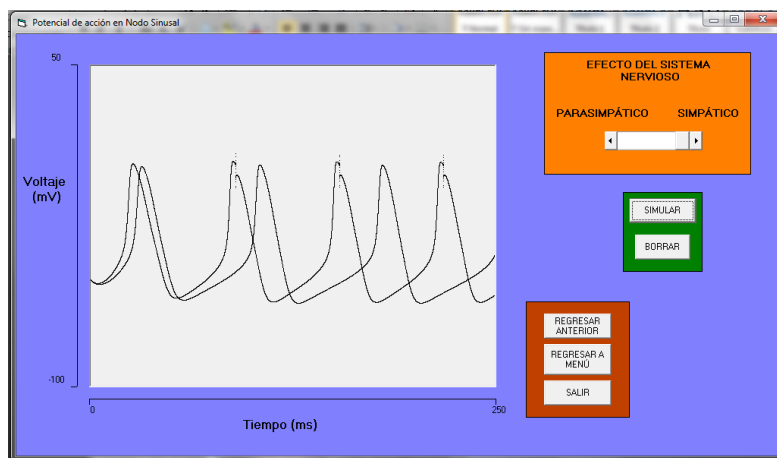 Potencial de acción en Nodo Sinusal
50
Voltaje
(mV)
-100
0
250
Tiempo (ms)
EFECTO DEL SISTEMA
NERVIOSO
PARASIMPÁTICO SIMPÁTICO
SIMULAR
BORRAR
REGRESAR
ANTERIOR
REGRESAR A
MENÚ
SALIR